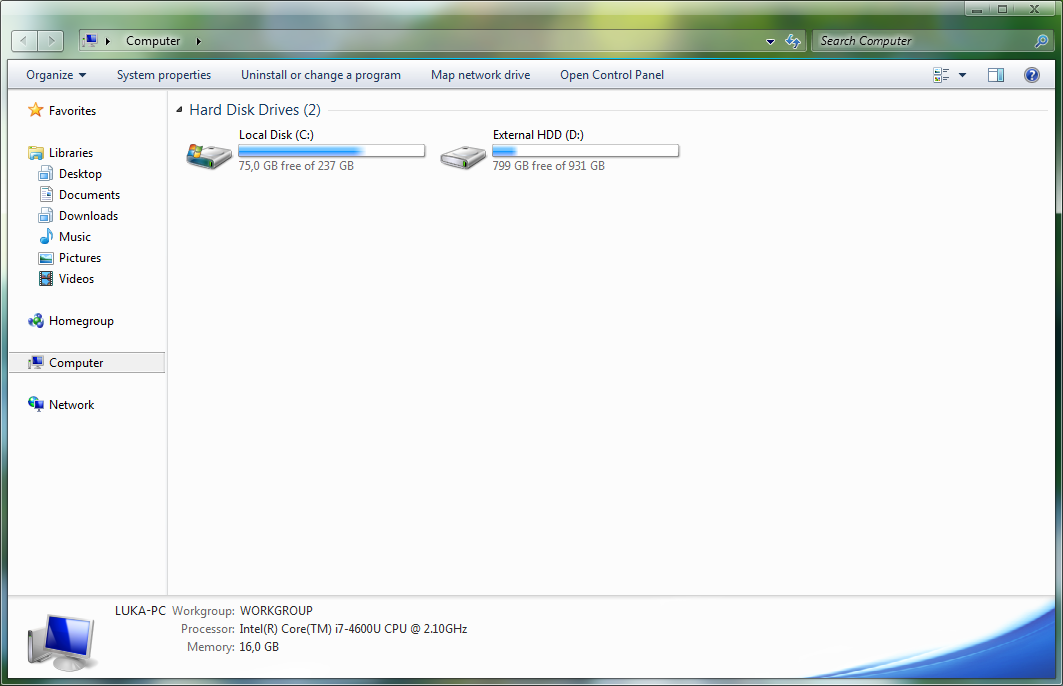 Computer
Search Computer
Organize System properties Uninstall or change a program Map network drive Open Control Panel
Favorites
Libraries
Desktop
Documents
Downloads
Music
Pictures
Videos
Homegroup
Computer
Network
Hard Disk Drives (2)
Local Disk (C:)
75,0 GB free of 237 GB
External HDD (D:)
799 GB free of 931 GB
LUKA-PC Workgroup: WORKGROUP
Processor: Intel(R) Core(TM) i7-4600U CPU @ 2.10GHz
Memory: 16,0 GB